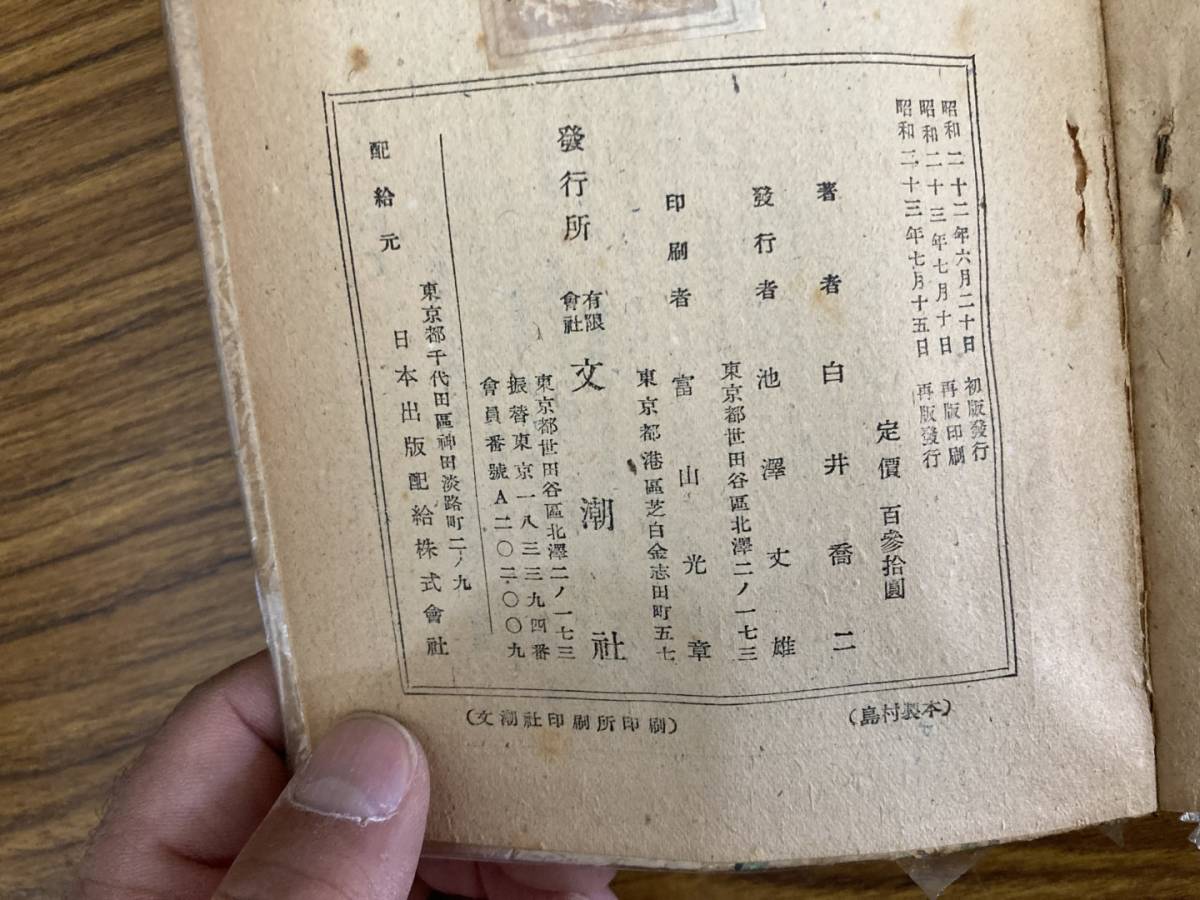 昭和二十二年六月二十日 初版發行
昭和二十三年七月十日 再版印刷
昭和二十三年七月十五日 再版發行
定價 百參拾圓
著者 白井喬二
發行者 池澤丈雄
東京都世田谷區北澤二ノ一七三
印刷者 富山光章
東京都港區芝白金志田町五七
發行所 有限會社 文潮社
東京都世田谷區北澤二ノ一七三
振替東京一八三三九四番
會員番號A二〇二〇〇九
東京都千代田區神田淡路町二ノ九
配給元 日本出版配給株式會社
(島村製本)
(文潮社印刷所印刷)